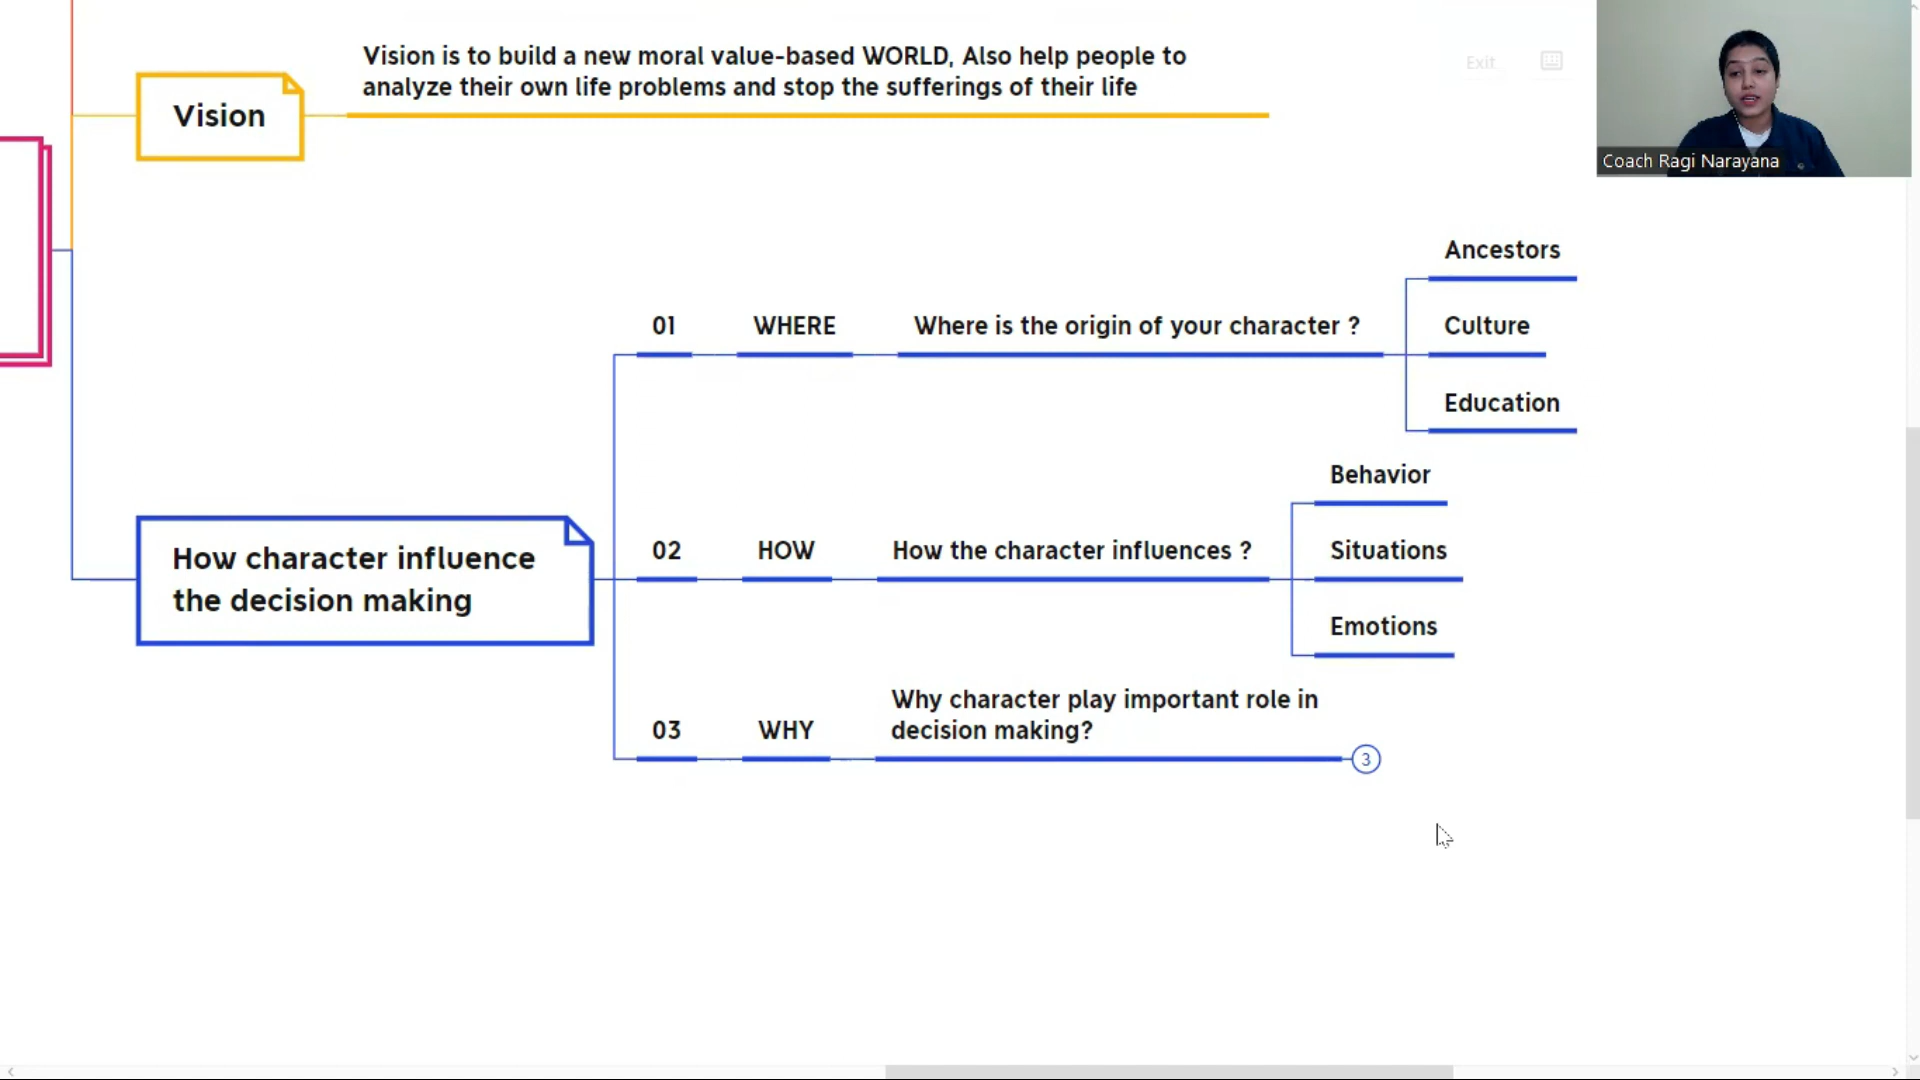 Vision is to build a new moral value-based WORLD, Also help people to
analyze their own life problems and stop the sufferings of their life
Vision
Exit
Coach Ragi Narayana
Ancestors
01 WHERE Where is the origin of your character ?
Culture
Education
Behavior
How character influence
the decision making
02 HOW How the character influences ?
Situations
Emotions
Why character play important role in
03 WHY decision making?
3